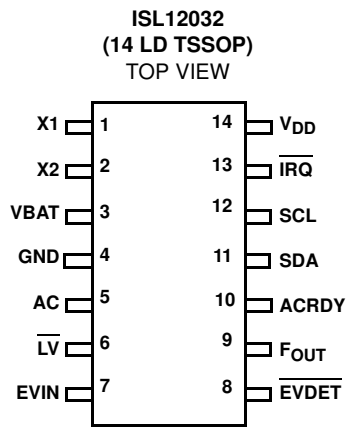 ISL12032
(14 LD TSSOP)
TOP VIEW
X1 1 14 VDD
X2 2 13 IRQ
VBAT 3 12 SCL
GND 4 11 SDA
AC 5 10 ACRDY
LV 6 9 FOUT
EVIN 7 8 EVDET